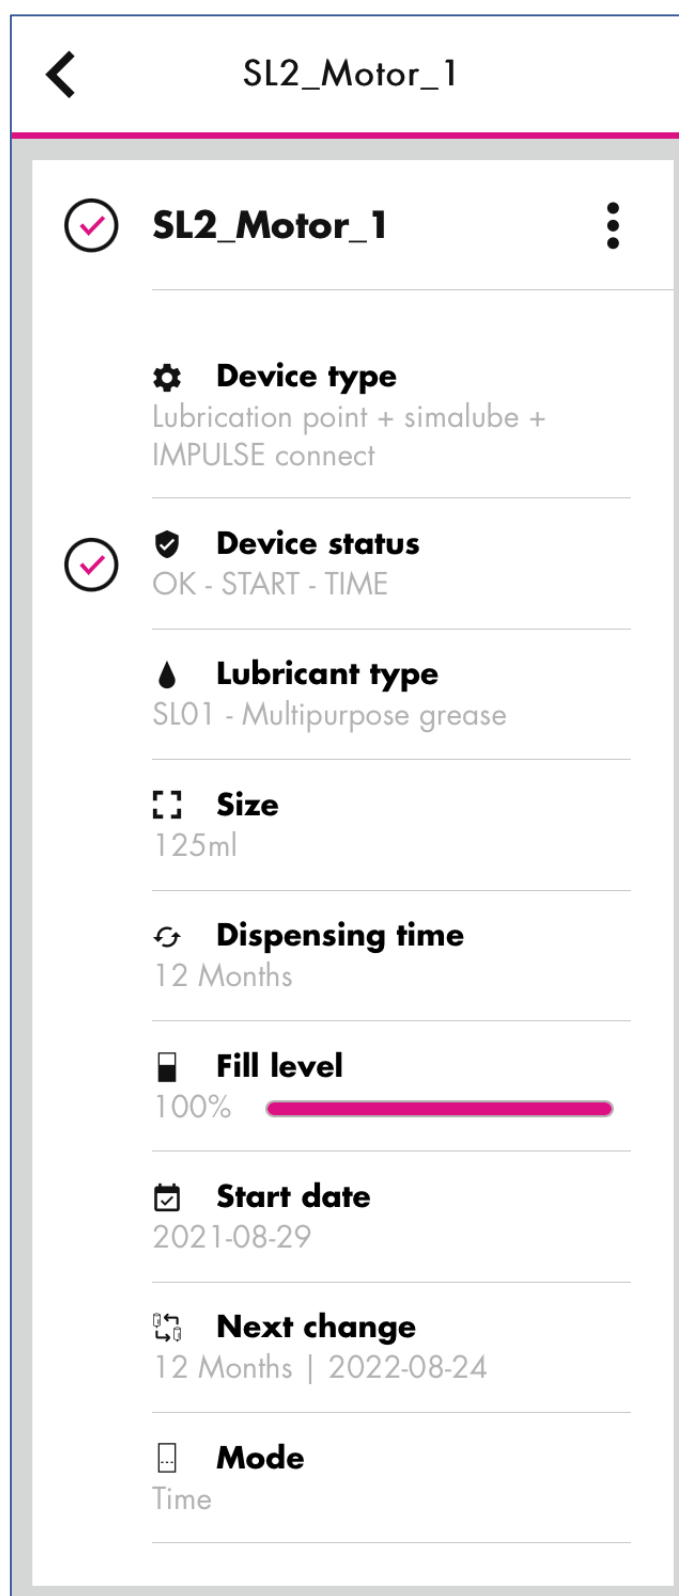 SL2_Motor_1
SL2_Motor_1
Device type
Lubrication point + simalube +
IMPULSE connect
Device status
OK - START - TIME
Lubricant type
SL01 - Multipurpose grease
Size
125ml
Dispensing time
12 Months
Fill level
100%
Start date
2021-08-29
Next change
12 Months | 2022-08-24
Mode
Time